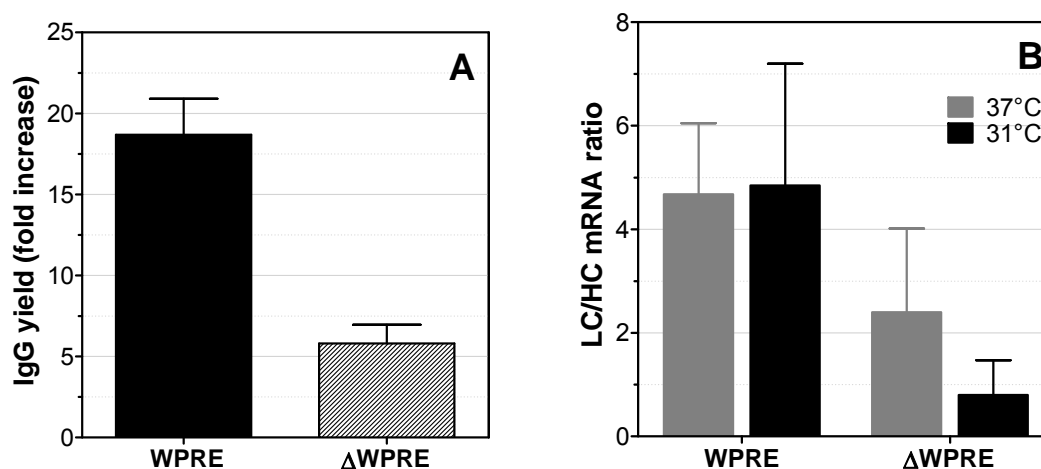 A
IgG yield (fold increase)
25
20
15
10
5
0
WPRE
ΔWPRE
B
LC/HC mRNA ratio
8
6
4
2
0
37°C
31°C
WPRE
ΔWPRE